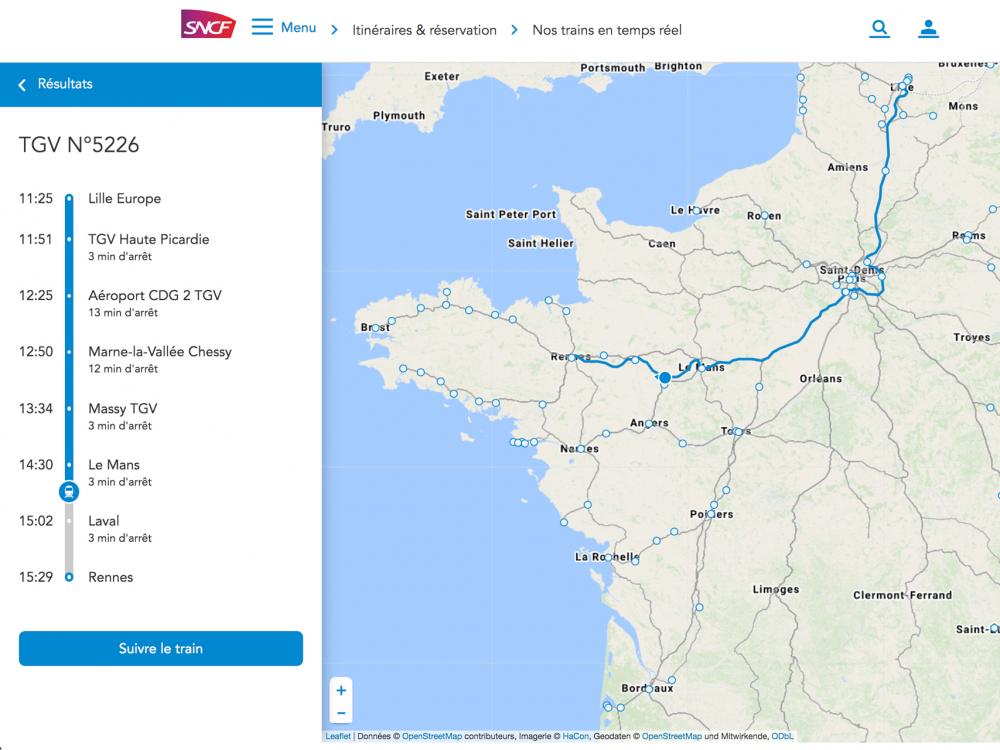 SNCF
Menu
Itinéraires & réservation
Nos trains en temps réel
Résultats
TGV N°5226
11:25 Lille Europe
11:51 TGV Haute Picardie
3 min d'arrêt
12:25 Aéroport CDG 2 TGV
13 min d'arrêt
12:50 Marne-la-Vallée Chessy
12 min d'arrêt
13:34 Massy TGV
3 min d'arrêt
14:30 Le Mans
3 min d'arrêt
15:02 Laval
3 min d'arrêt
15:29 Rennes
Suivre le train
Portsmouth
Brighton
Exeter
Plymouth
Truro
Lille
Mons
Amiens
Saint Peter Port
Le Havre
Rouen
Saint Helier
Caen
Reims
Saint-Denis
Paris
Brest
Troyes
Rennes
Le Mans
Orléans
Angers
Tours
Nantes
Poitiers
La Rochelle
Limoges
Clermont-Ferrand
Bordeaux
+
−
Leaflet | Données © OpenStreetMap contributeurs, Imagerie © HaCon, Geodaten © OpenStreetMap und Mitwirkende, ODbL